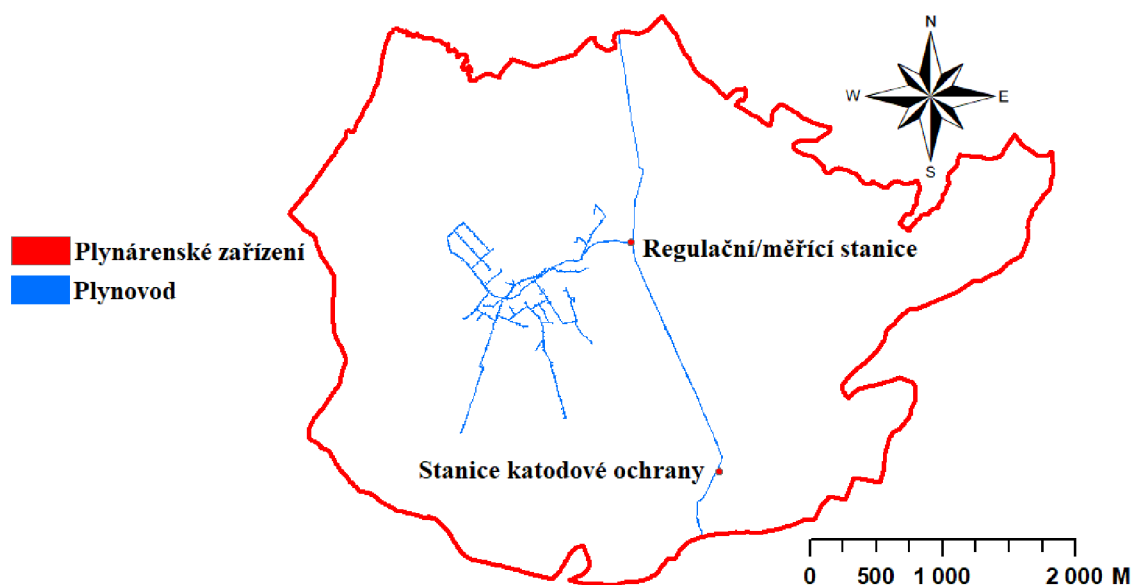 N
W
E
S
Plynárenské zařízení
Plynovod
Regulační/měřící stanice
Stanice katodové ochrany
0 500 1 000 2 000 M